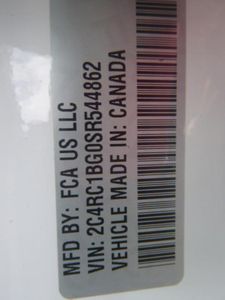 MFD BY: FCA US LLC
VIN: 2C4RC1BG0SR544862
VEHICLE MADE IN: CANADA